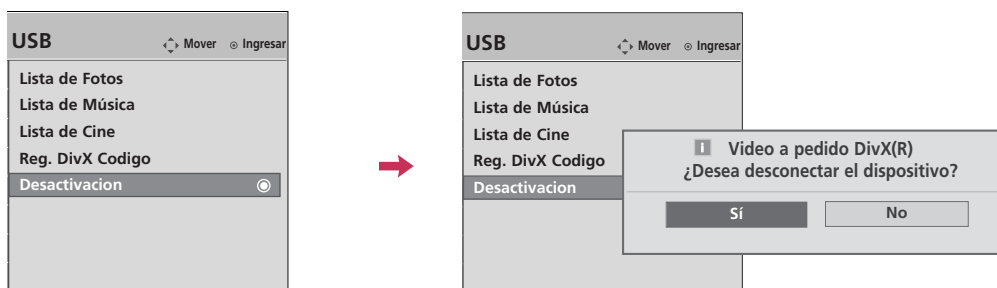 USB Mover Ingresar
Lista de Fotos
Lista de Música
Lista de Cine
Reg. DivX Codigo
Desactivacion
USB Mover Ingresar
Lista de Fotos
Lista de Música
Lista de Cine
Reg. DivX Codigo
Desactivacion
i Video a pedido DivX(R)
¿Desea desconectar el dispositivo?
Sí No